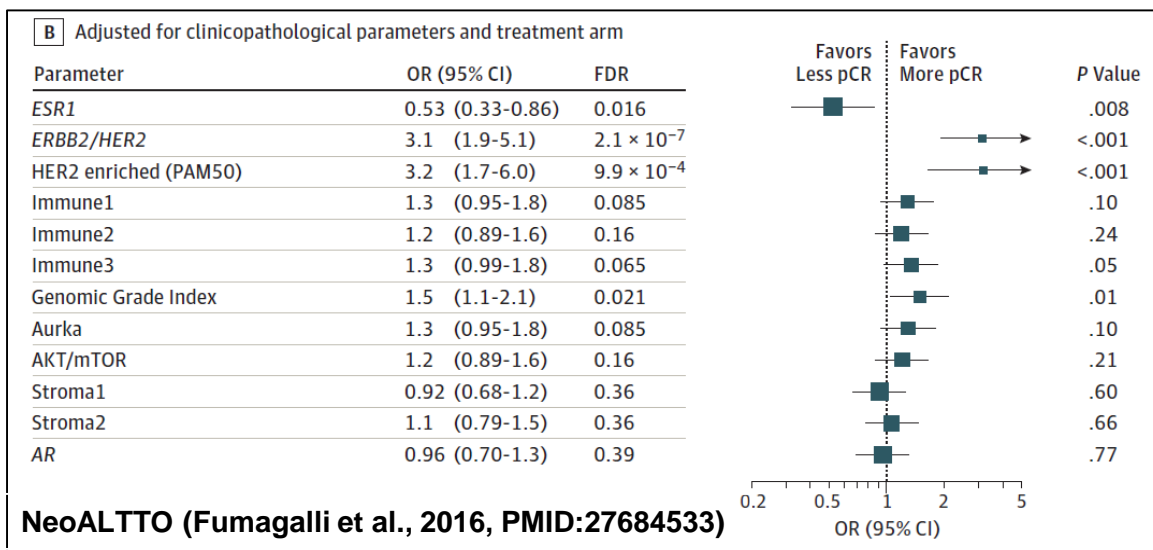 B Adjusted for clinicopathological parameters and treatment arm
Favors Less pCR Favors More pCR
Parameter OR (95% CI) FDR P Value
ESR1 0.53 (0.33-0.86) 0.016 .008
ERBB2/HER2 3.1 (1.9-5.1) 2.1 × 10⁻⁷ <.001
HER2 enriched (PAM50) 3.2 (1.7-6.0) 9.9 × 10⁻⁴ <.001
Immune1 1.3 (0.95-1.8) 0.085 .10
Immune2 1.2 (0.89-1.6) 0.16 .24
Immune3 1.3 (0.99-1.8) 0.065 .05
Genomic Grade Index 1.5 (1.1-2.1) 0.021 .01
Aurka 1.3 (0.95-1.8) 0.085 .10
AKT/mTOR 1.2 (0.89-1.6) 0.16 .21
Stroma1 0.92 (0.68-1.2) 0.36 .60
Stroma2 1.1 (0.79-1.5) 0.36 .66
AR 0.96 (0.70-1.3) 0.39 .77
0.2 0.5 1 2 5
OR (95% CI)
NeoALTTO (Fumagalli et al., 2016, PMID:27684533)